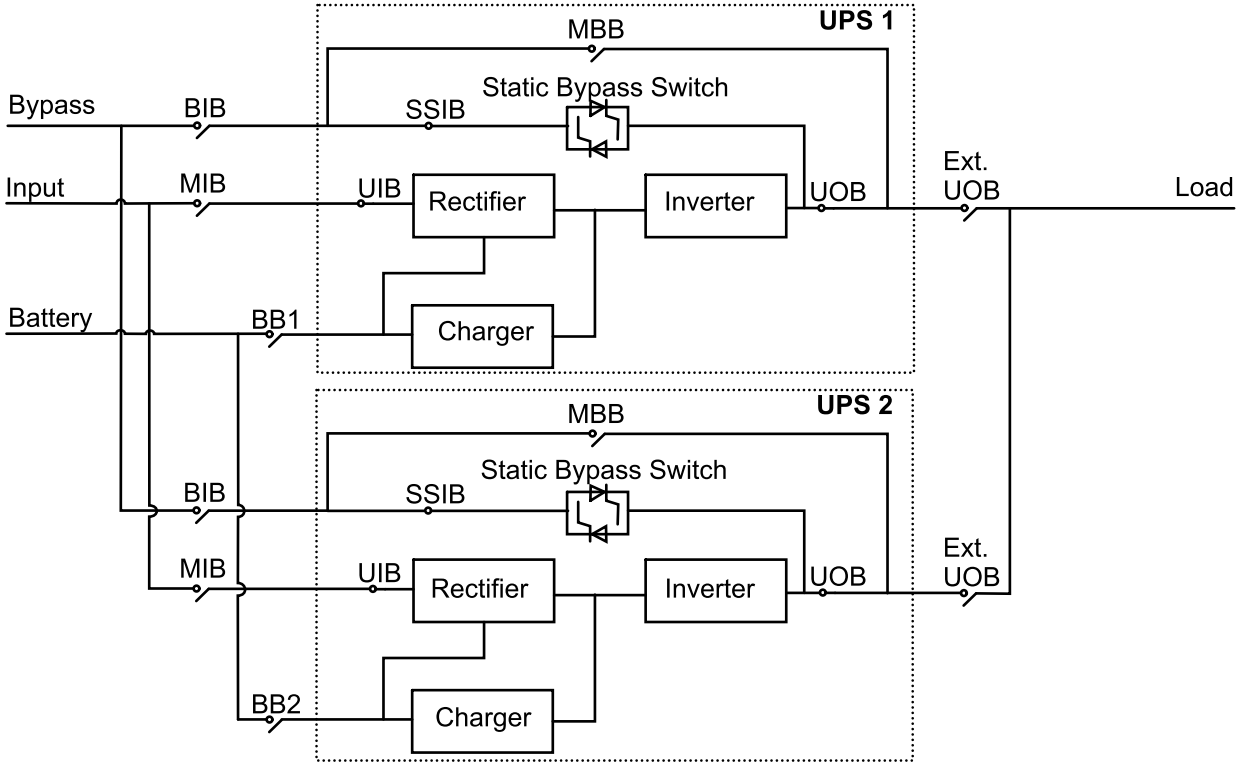 UPS 1
MBB
Static Bypass Switch
Bypass
BIB
SSIB
Ext.
UOB
Input
MIB
UIB
Rectifier
Inverter
UOB
Load
Battery
BB1
Charger
UPS 2
MBB
Static Bypass Switch
BIB
SSIB
Ext.
UOB
MIB
UIB
Rectifier
Inverter
UOB
BB2
Charger